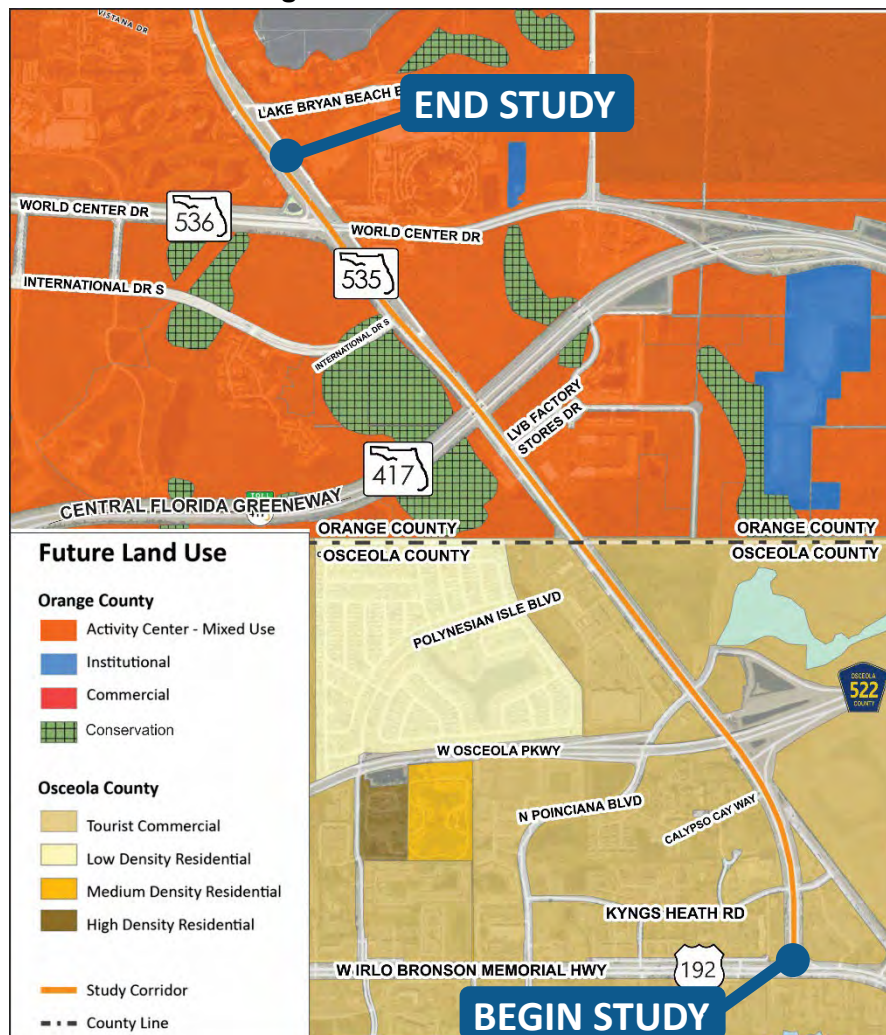 VISTANA DR
LAKE BRYAN BEACH B
END STUDY
WORLD CENTER DR
536
WORLD CENTER DR
535
INTERNATIONAL DR S
INTERNATIONAL DR S
LVB FACTORY
STORES DR
417
CENTRAL FLORIDA GREENEWAY
TOLL
ORANGE COUNTY
ORANGE COUNTY
OSCEOLA COUNTY
OSCEOLA COUNTY
Future Land Use
Orange County
Activity Center - Mixed Use
Institutional
Commercial
Conservation
Osceola County
Tourist Commercial
Low Density Residential
Medium Density Residential
High Density Residential
Study Corridor
County Line
POLYNESIAN ISLE BLVD
OSCEOLA
522
COUNTY
W OSCEOLA PKWY
N POINCIANA BLVD
CALYPSO CAY WAY
KYNGS HEATH RD
W IRLO BRONSON MEMORIAL HWY
192
BEGIN STUDY